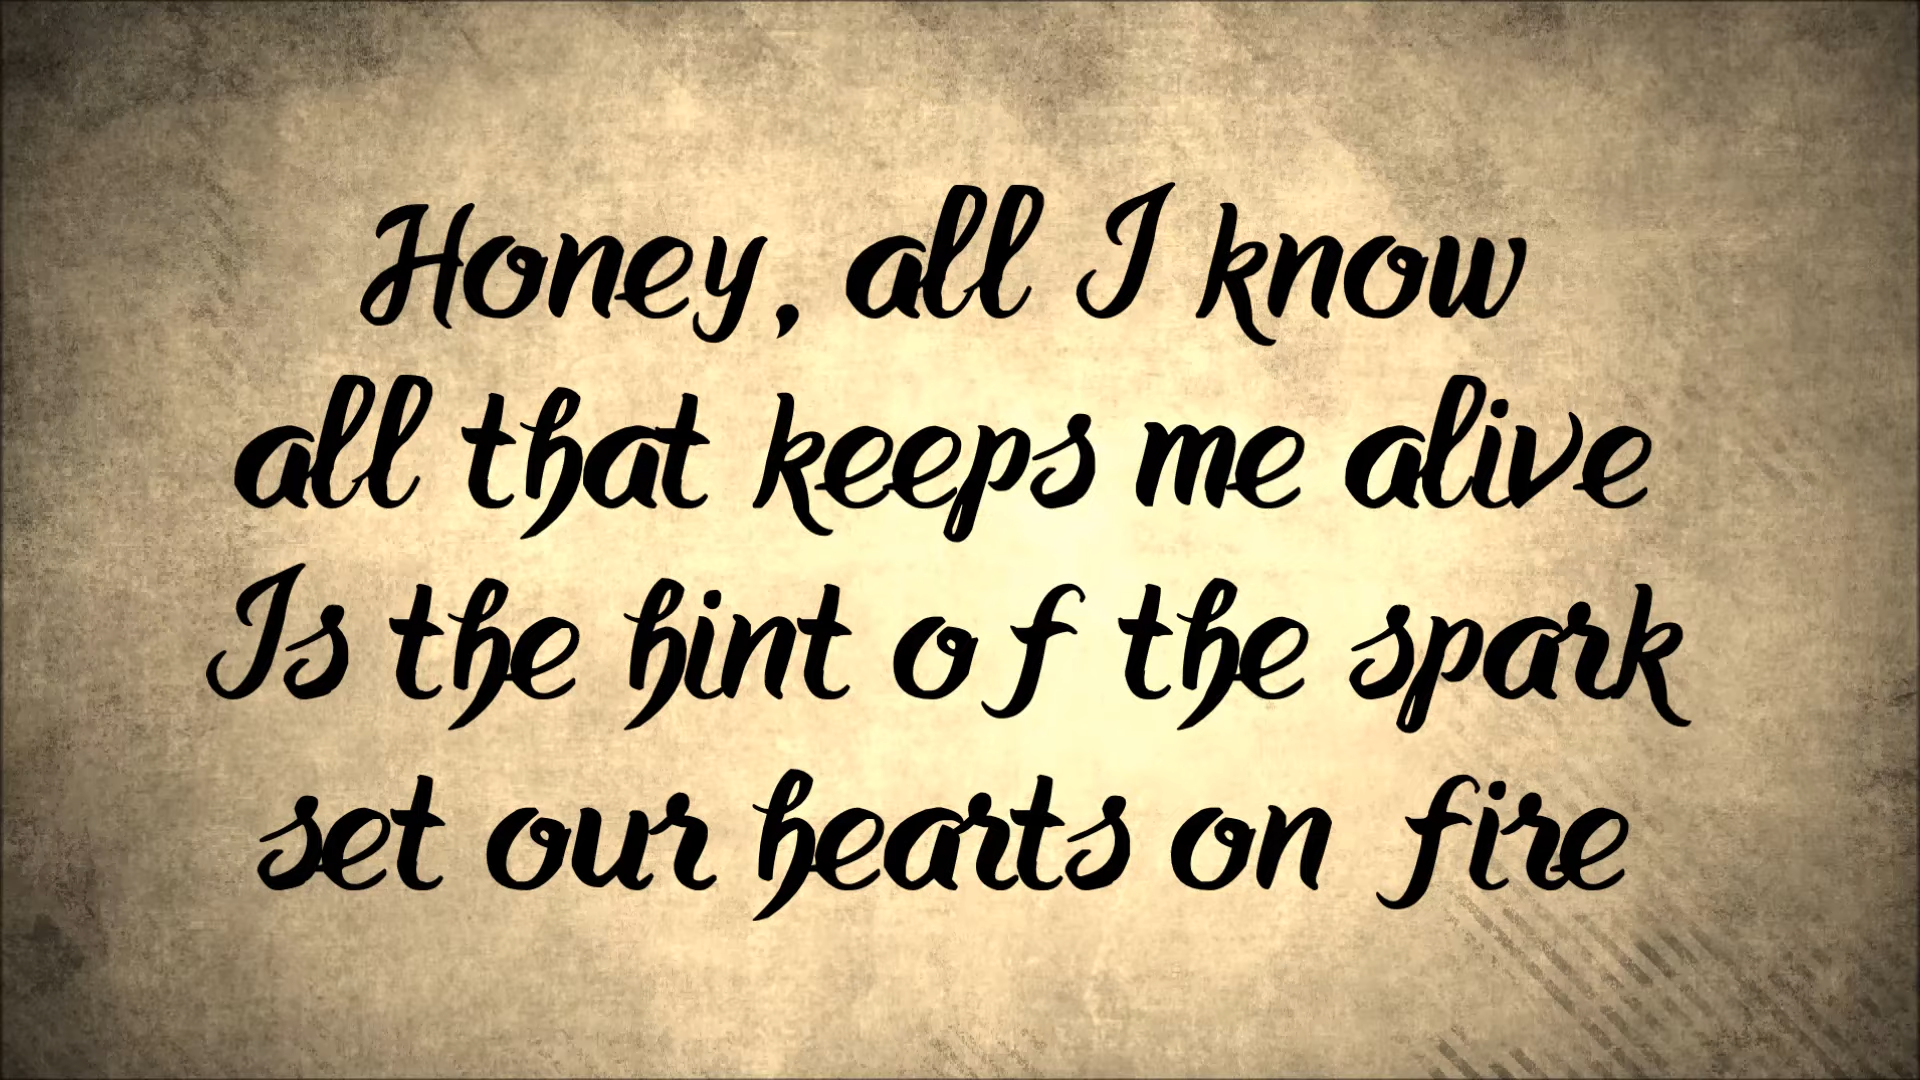 Honey, all I know
all that keeps me alive
Is the hint of the spark
set our hearts on fire